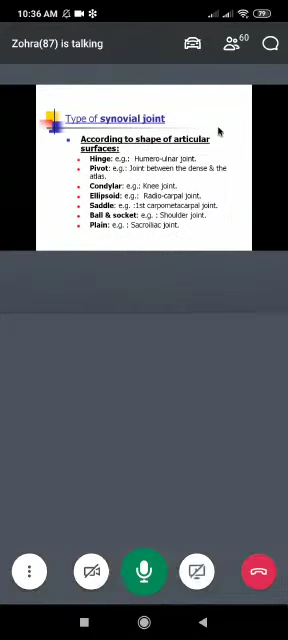 10:36 AM
79
Zohra(87) is talking
60
Type of synovial joint
According to shape of articular
surfaces:
Hinge: e.g.: Humero-ulnar joint.
Pivot: e.g.: Joint between the dense & the
atlas.
Condylar: e.g.: Knee joint.
Ellipsoid: e.g.: Radio-carpal joint.
Saddle: e.g. :1st carpometacarpal joint.
Ball & socket: e.g. : Shoulder joint.
Plain: e.g. : Sacroiliac joint.